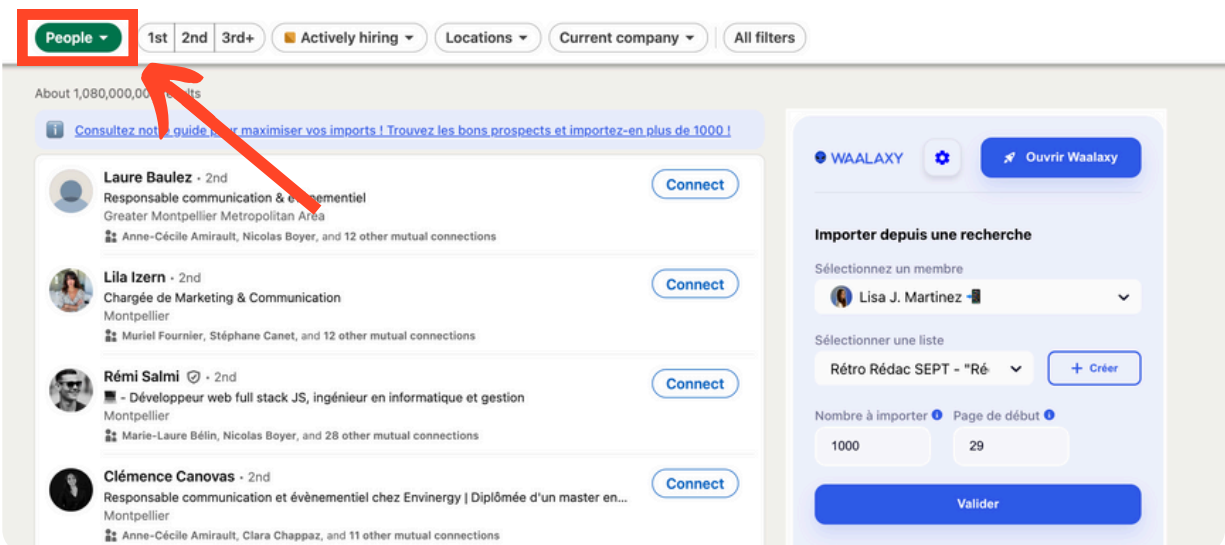 People
1st 2nd 3rd+
Actively hiring
Locations
Current company
All filters
About 1,080,000,00
Consultez notre guide pour maximiser vos imports ! Trouvez les bons prospects et importez-en plus de 1000 !
Laure Baulez · 2nd
Responsable communication & évènementiel
Greater Montpellier Metropolitan Area
Anne-Cécile Amirault, Nicolas Boyer, and 12 other mutual connections
Connect
Lila Izern · 2nd
Chargée de Marketing & Communication
Montpellier
Muriel Fournier, Stéphane Canet, and 12 other mutual connections
Connect
Rémi Salmi · 2nd
- Développeur web full stack JS, ingénieur en informatique et gestion
Montpellier
Marie-Laure Bélin, Nicolas Boyer, and 28 other mutual connections
Connect
Clémence Canovas · 2nd
Responsable communication et évènementiel chez Envinergy | Diplômée d'un master en...
Montpellier
Anne-Cécile Amirault, Clara Chappaz, and 11 other mutual connections
Connect
WAALAXY
Ouvrir Waalaxy
Importer depuis une recherche
Sélectionnez un membre
Lisa J. Martinez
Sélectionner une liste
Rétro Rédac SEPT - "Ré
+ Créer
Nombre à importer
Page de début
1000
29
Valider